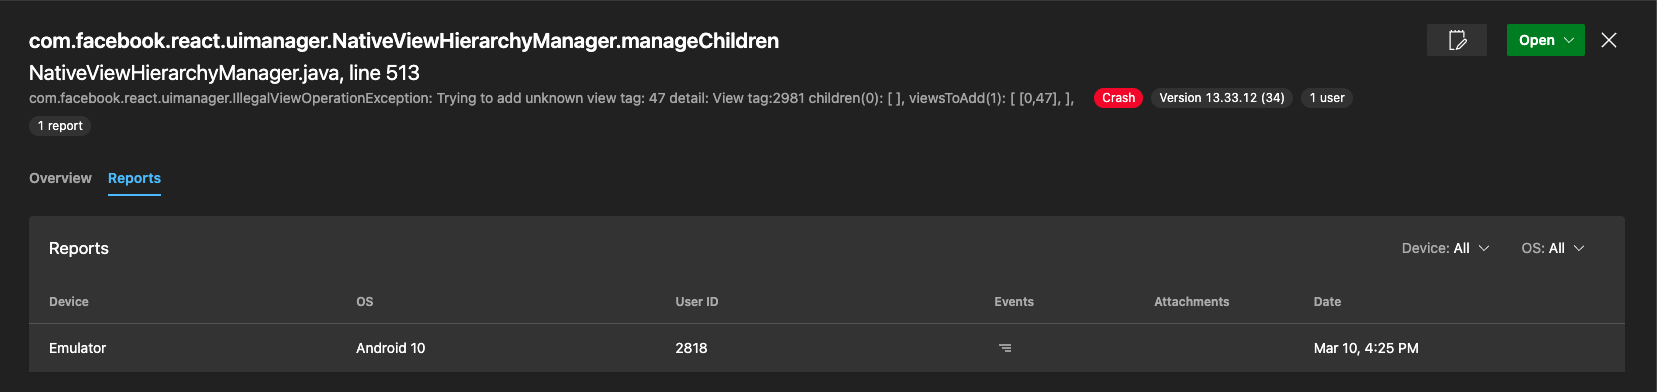 com.facebook.react.uimanager.NativeViewHierarchyManager.manageChildren
Open
NativeViewHierarchyManager.java, line 513
com.facebook.react.uimanager.IllegalViewOperationException: Trying to add unknown view tag: 47 detail: View tag:2981 children(0): [ ], viewsToAdd(1): [ [0,47], ], Crash Version 13.33.12 (34) 1 user
1 report
Overview Reports
Reports Device: All OS: All
Device OS User ID Events Attachments Date
Emulator Android 10 2818 Mar 10, 4:25 PM